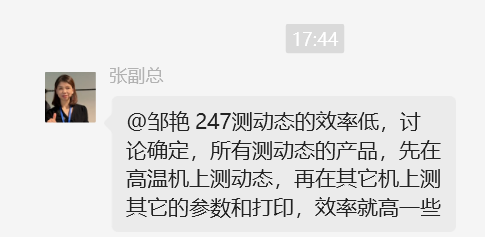 17:44
张副总
@邹艳 247测动态的效率低，讨
论确定，所有测动态的产品，先在
高温机上测动态，再在其它机上测
其它的参数和打印，效率就高一些